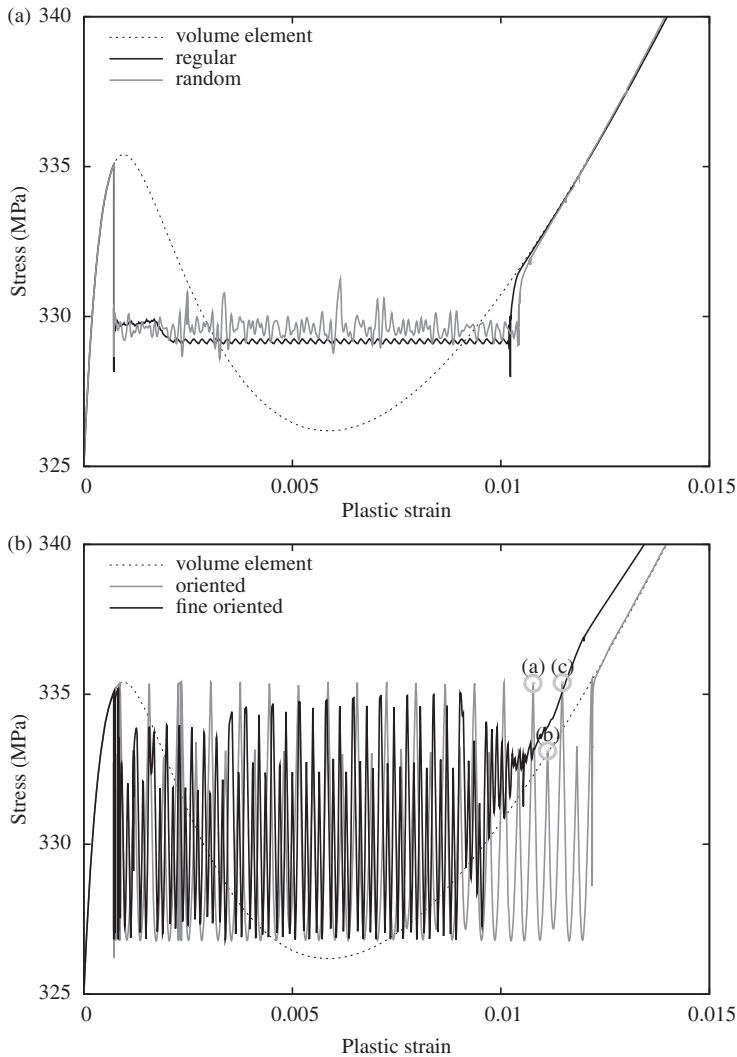 (a)
340
volume element
regular
random
335
Stress (MPa)
330
325
0
0.005
0.01
0.015
Plastic strain
(b)
340
volume element
oriented
fine oriented
(a)
(c)
335
(b)
Stress (MPa)
330
325
0
0.005
0.01
0.015
Plastic strain